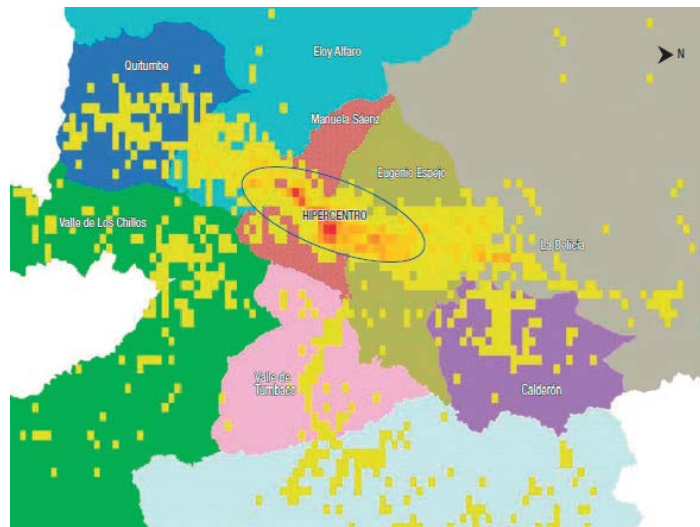 Eloy Alfaro
Quitumbe
N
Manuela Sáenz
Eugenio Espejo
HIPERCENTRO
Valle de Los Chillos
La Delicia
Valle de
Tumbaco
Calderón